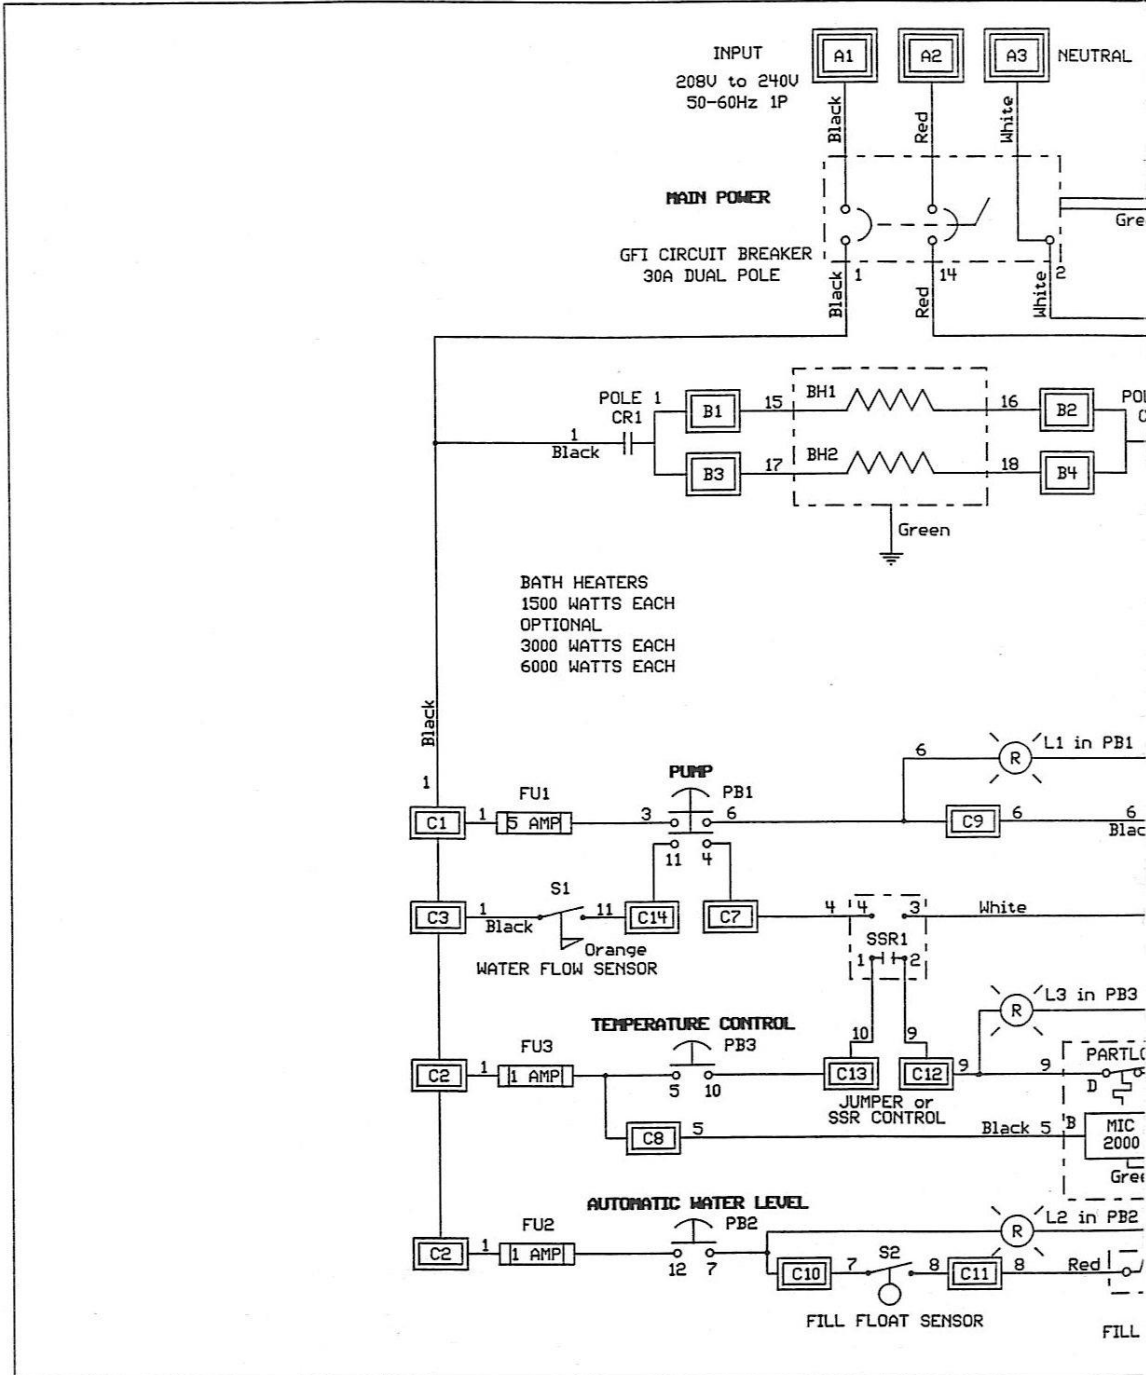 INPUT
208V to 240V
50-60Hz 1P
A1
A2
A3
NEUTRAL
Black
Red
White
MAIN POWER
GFI CIRCUIT BREAKER
30A DUAL POLE
Gre
1
14
2
Black
Red
White
POLE 1
CR1
1
Black
B1
B3
15
17
BH1
BH2
16
18
B2
B4
POL
C
Green
BATH HEATERS
1500 WATTS EACH
OPTIONAL
3000 WATTS EACH
6000 WATTS EACH
Black
1
C1
1
FU1
5 AMP
PUMP
PB1
3
6
11
4
6
L1 in PB1
R
C9
6
6
Blac
C3
1
Black
S1
11
Orange
WATER FLOW SENSOR
C14
C7
4
4
3
White
SSR1
1
2
10
9
TEMPERATURE CONTROL
PB3
C2
1
FU3
1 AMP
5
10
C13
C12
JUMPER or
SSR CONTROL
9
9
L3 in PB3
R
PARTLO
D
C8
5
Black 5
B
MIC
2000
Gree
AUTOMATIC WATER LEVEL
PB2
C2
1
FU2
1 AMP
12
7
L2 in PB2
R
C10
7
S2
8
C11
8
Red
FILL FLOAT SENSOR
FILL